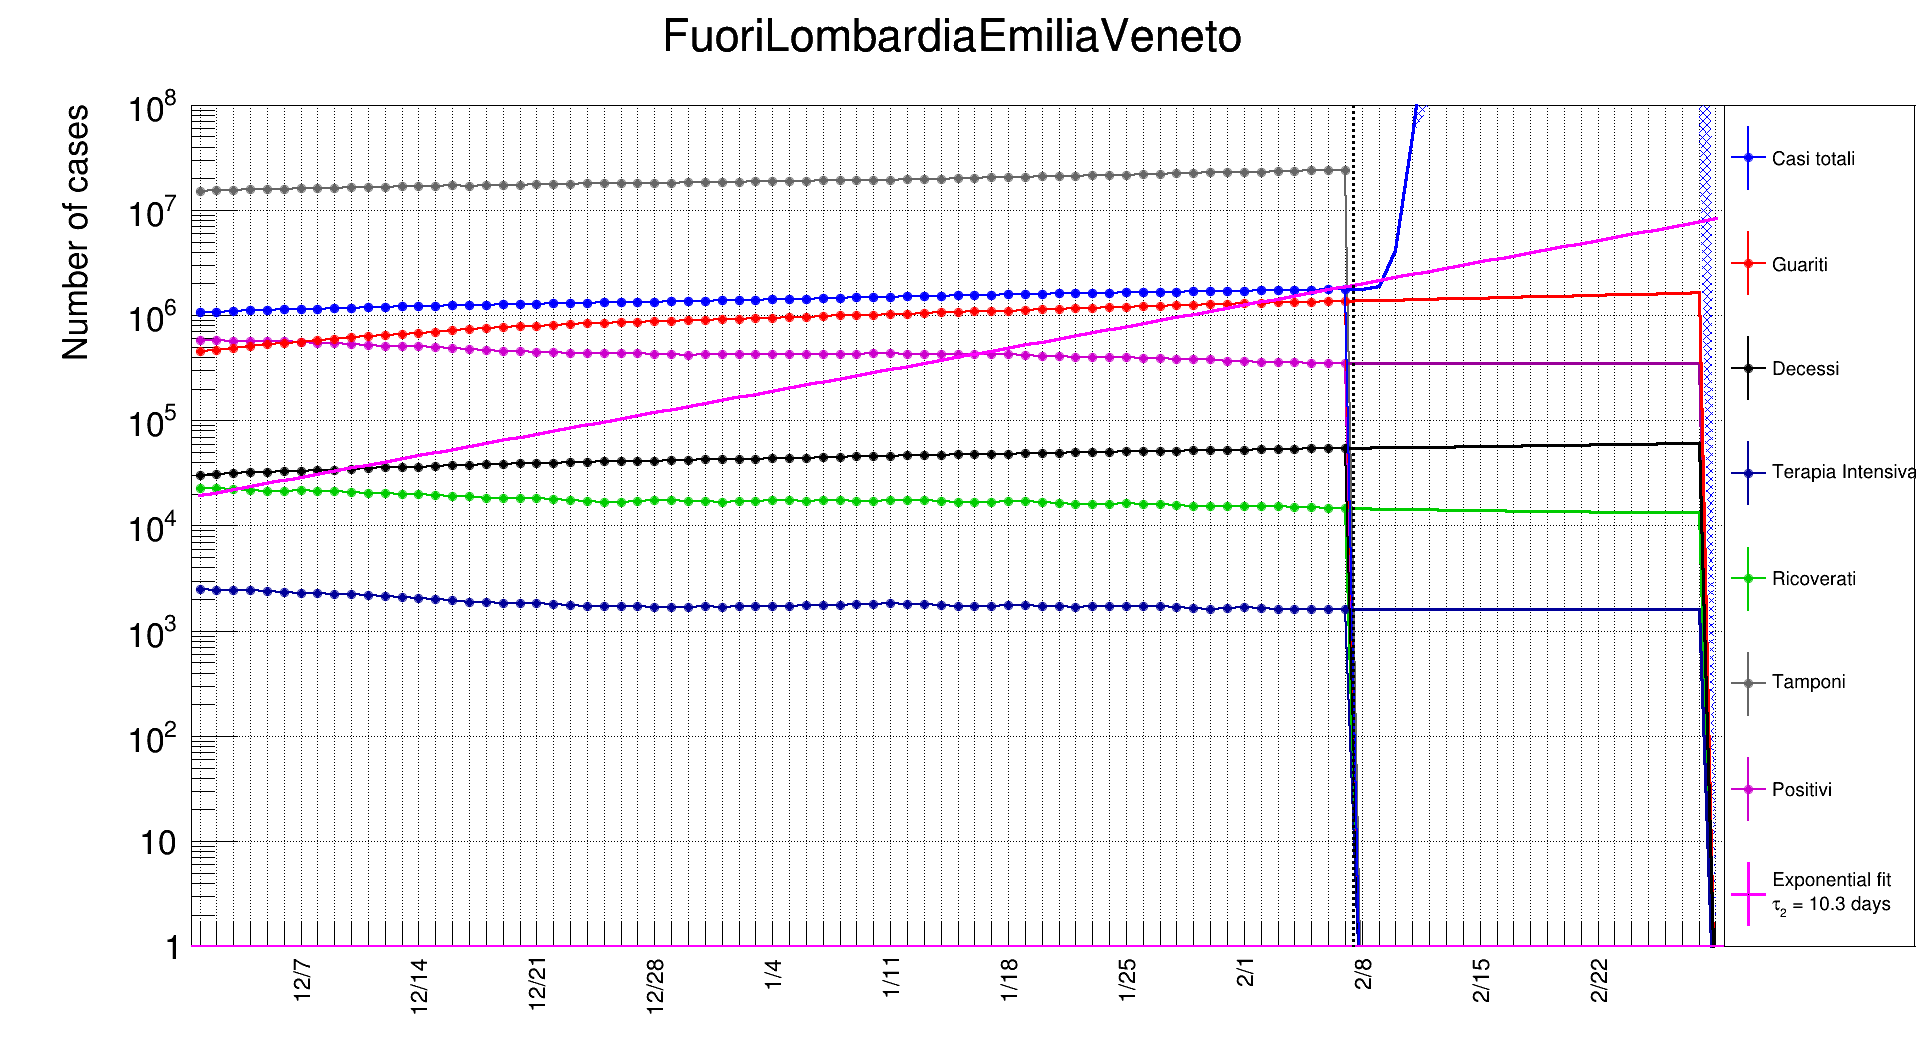 FuoriLombardiaEmiliaVeneto
Number of cases
10^8
10^7
10^6
10^5
10^4
10^3
10^2
10
1
12/7
12/14
12/21
12/28
1/4
1/11
1/18
1/25
2/1
2/8
2/15
2/22
Casi totali
Guariti
Decessi
Terapia Intensiva
Ricoverati
Tamponi
Positivi
Exponential fit
τ_2 = 10.3 days